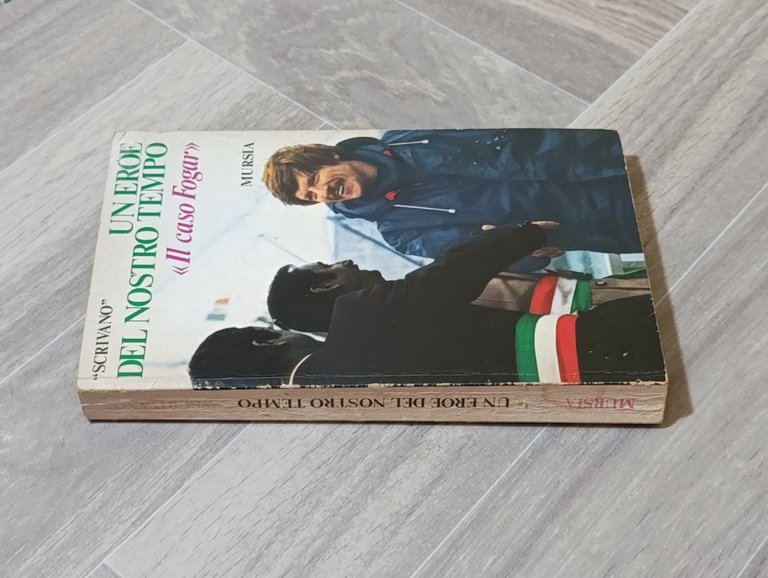 "SCRIVANO"
UN EROE
DEL NOSTRO TEMPO
«Il caso Fogar»
MURSIA
UN EROE DEL NOSTRO TEMPO
MURSIA